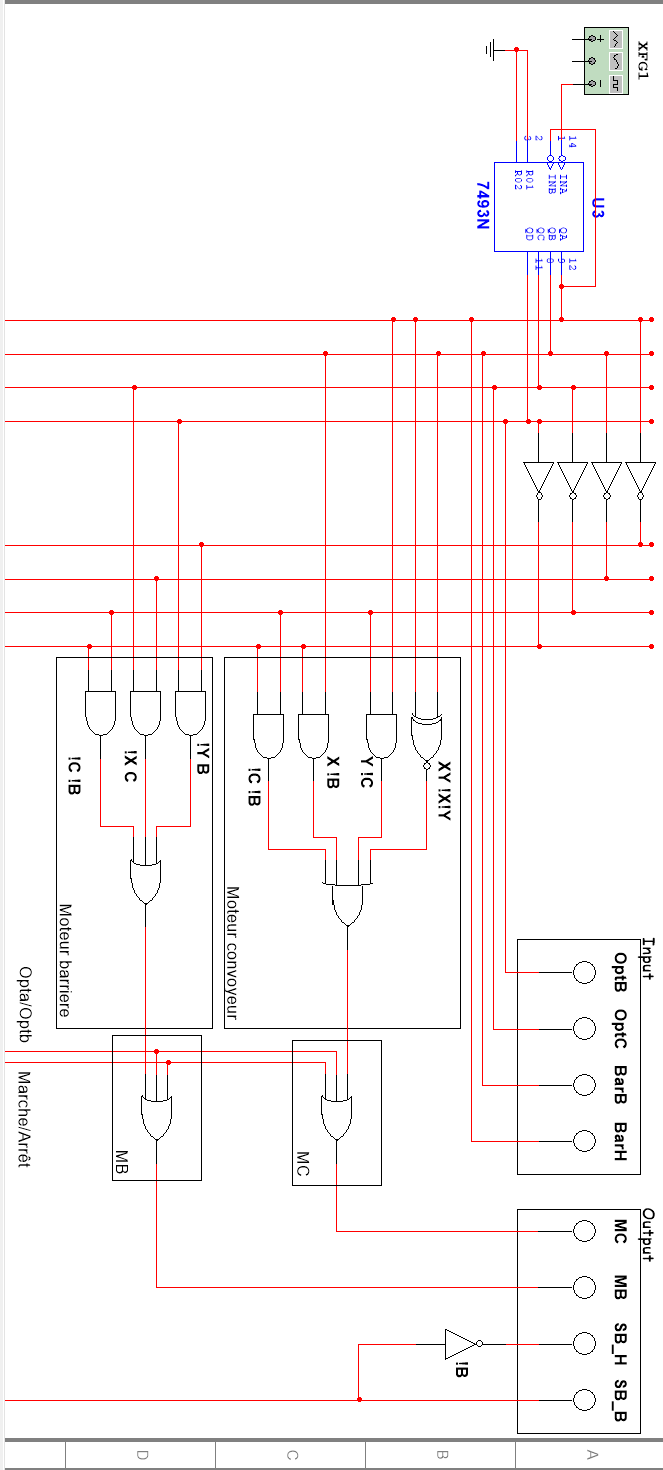 XFG1
U3
7493N
14
1
2
3
INA
INB
R01
R02
QA
QB
QC
QD
12
9
8
11
XY !X!Y
Y !C
X !B
!C !B
Moteur convoyeur
!Y B
!X C
!C !B
Moteur barriere
Input
OptB
OptC
BarB
BarH
Opta/Optb
Marche/Arrêt
MC
MB
Output
MC
MB
SB_H
SB_B
!B
A
B
C
D